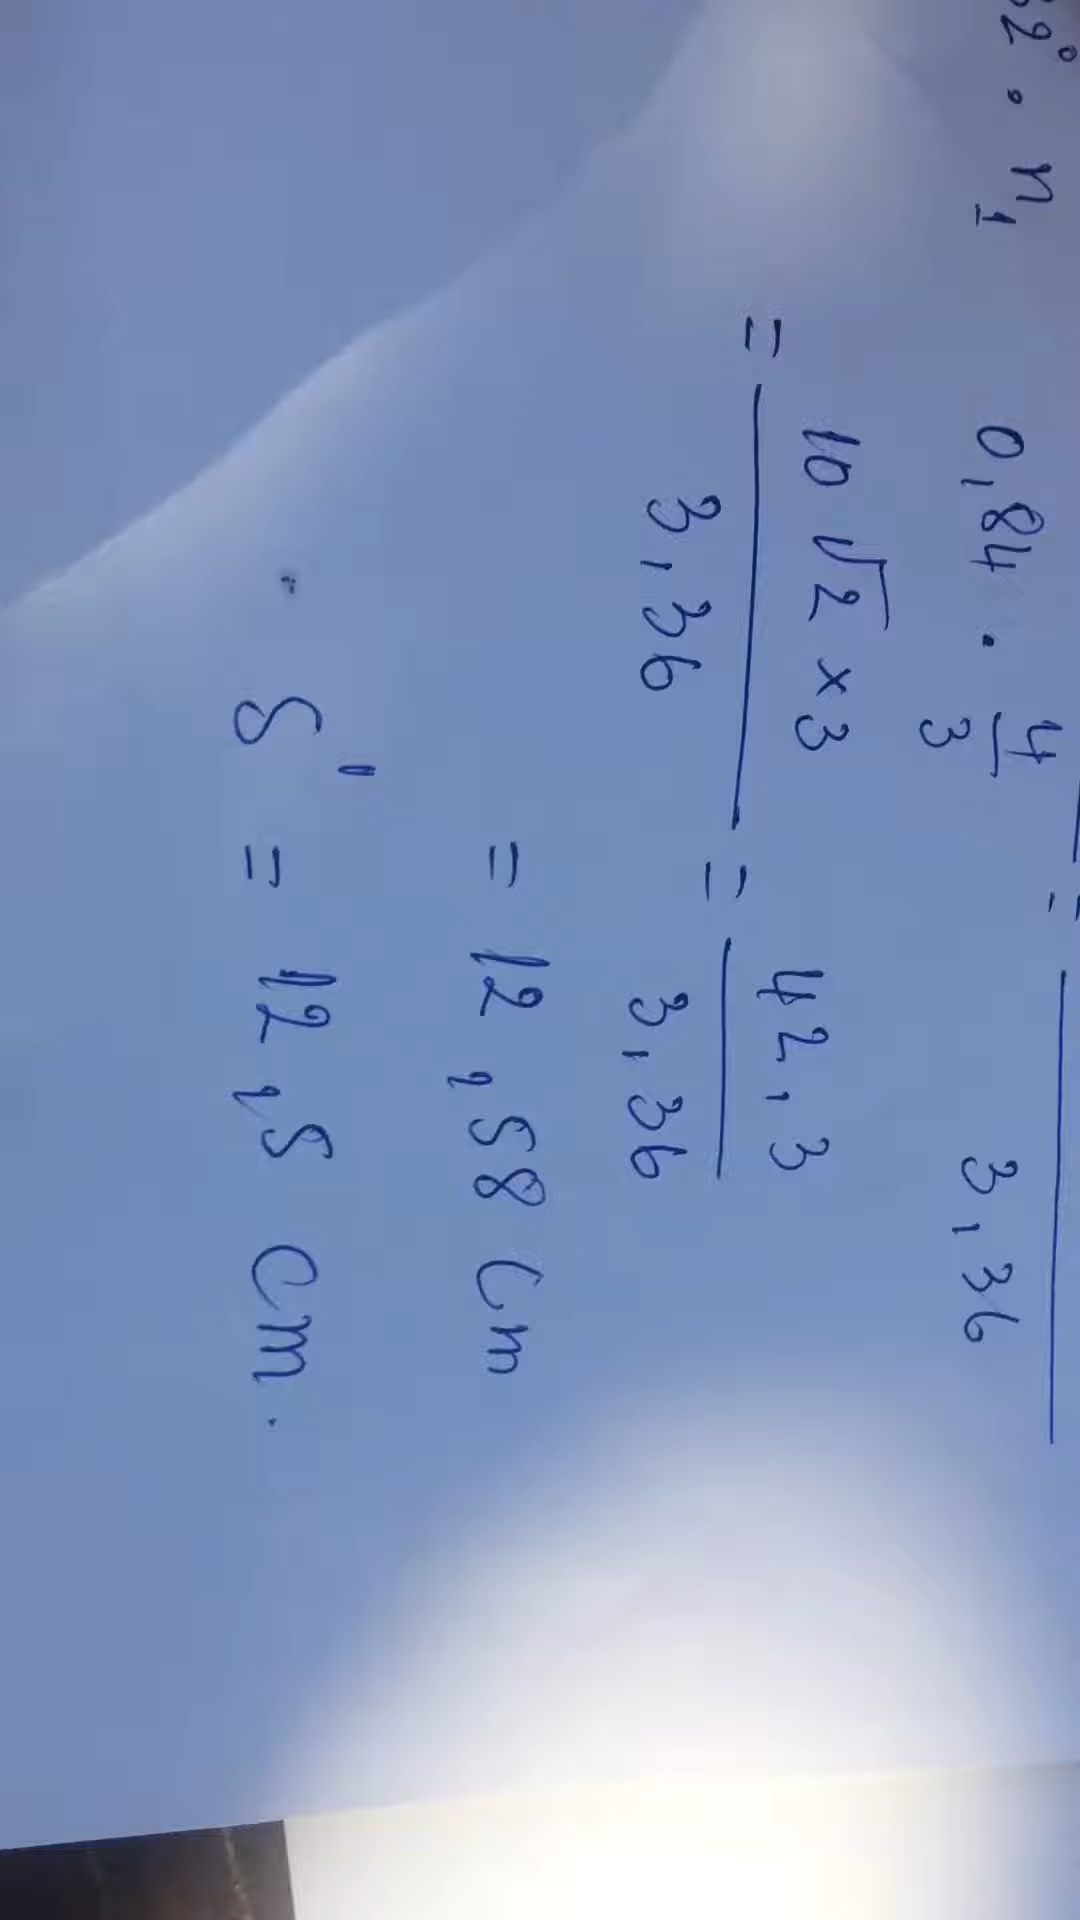 2° · n₁
0,84 · 4/3 = ―/3,36
= 10√2 × 3 / 3,36 = 42,3 / 3,36
= 12,58 cm
S' = 12,5 cm.